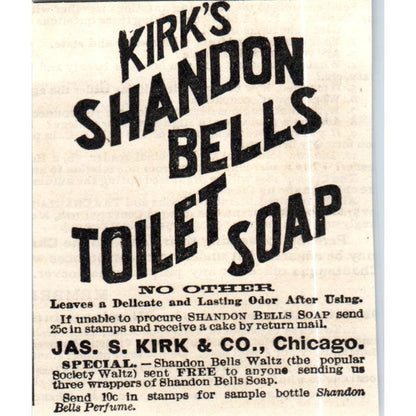 KIRK'S
SHANDON
BELLS
TOILET
SOAP
NO OTHER
Leaves a Delicate and Lasting Odor After Using.
If unable to procure SHANDON BELLS SOAP send
25c in stamps and receive a cake by return mail.
JAS. S. KIRK & CO., Chicago.
SPECIAL.—Shandon Bells Waltz (the popular
Society Waltz) sent FREE to anyone sending us
three wrappers of Shandon Bells Soap.
Send 10c in stamps for sample bottle Shandon
Bells Perfume.